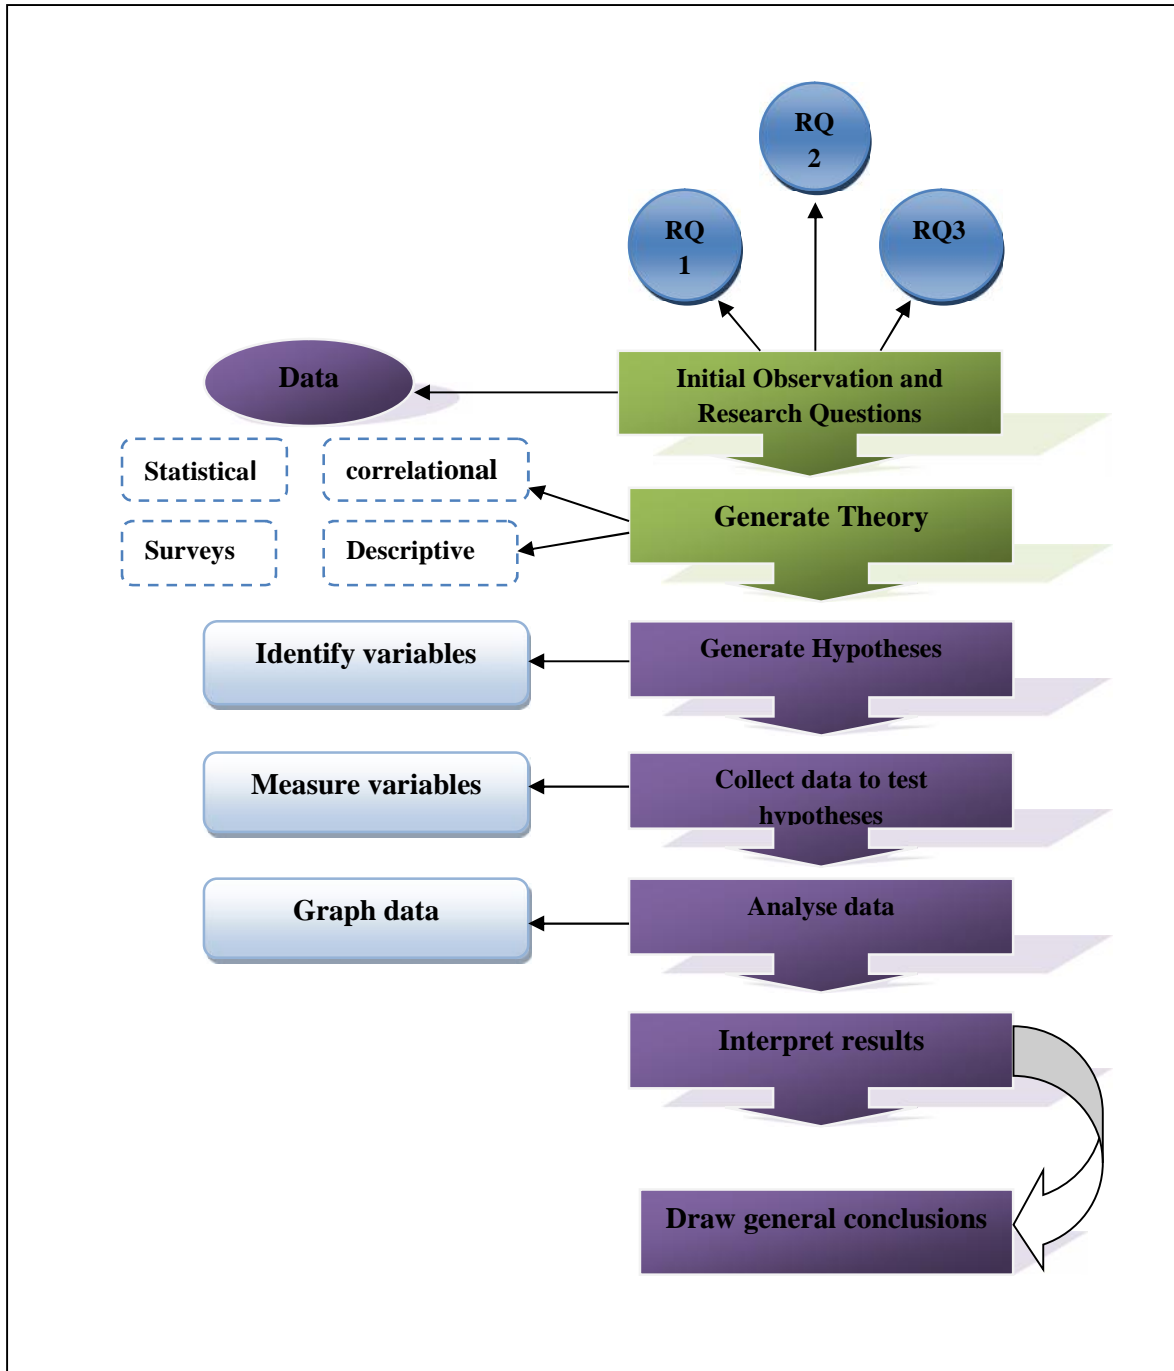 RQ
2
RQ
1
RQ3
Data
Initial Observation and
Research Questions
Statistical
correlational
Generate Theory
Surveys
Descriptive
Identify variables
Generate Hypotheses
Measure variables
Collect data to test
hypotheses
Graph data
Analyse data
Interpret results
Draw general conclusions